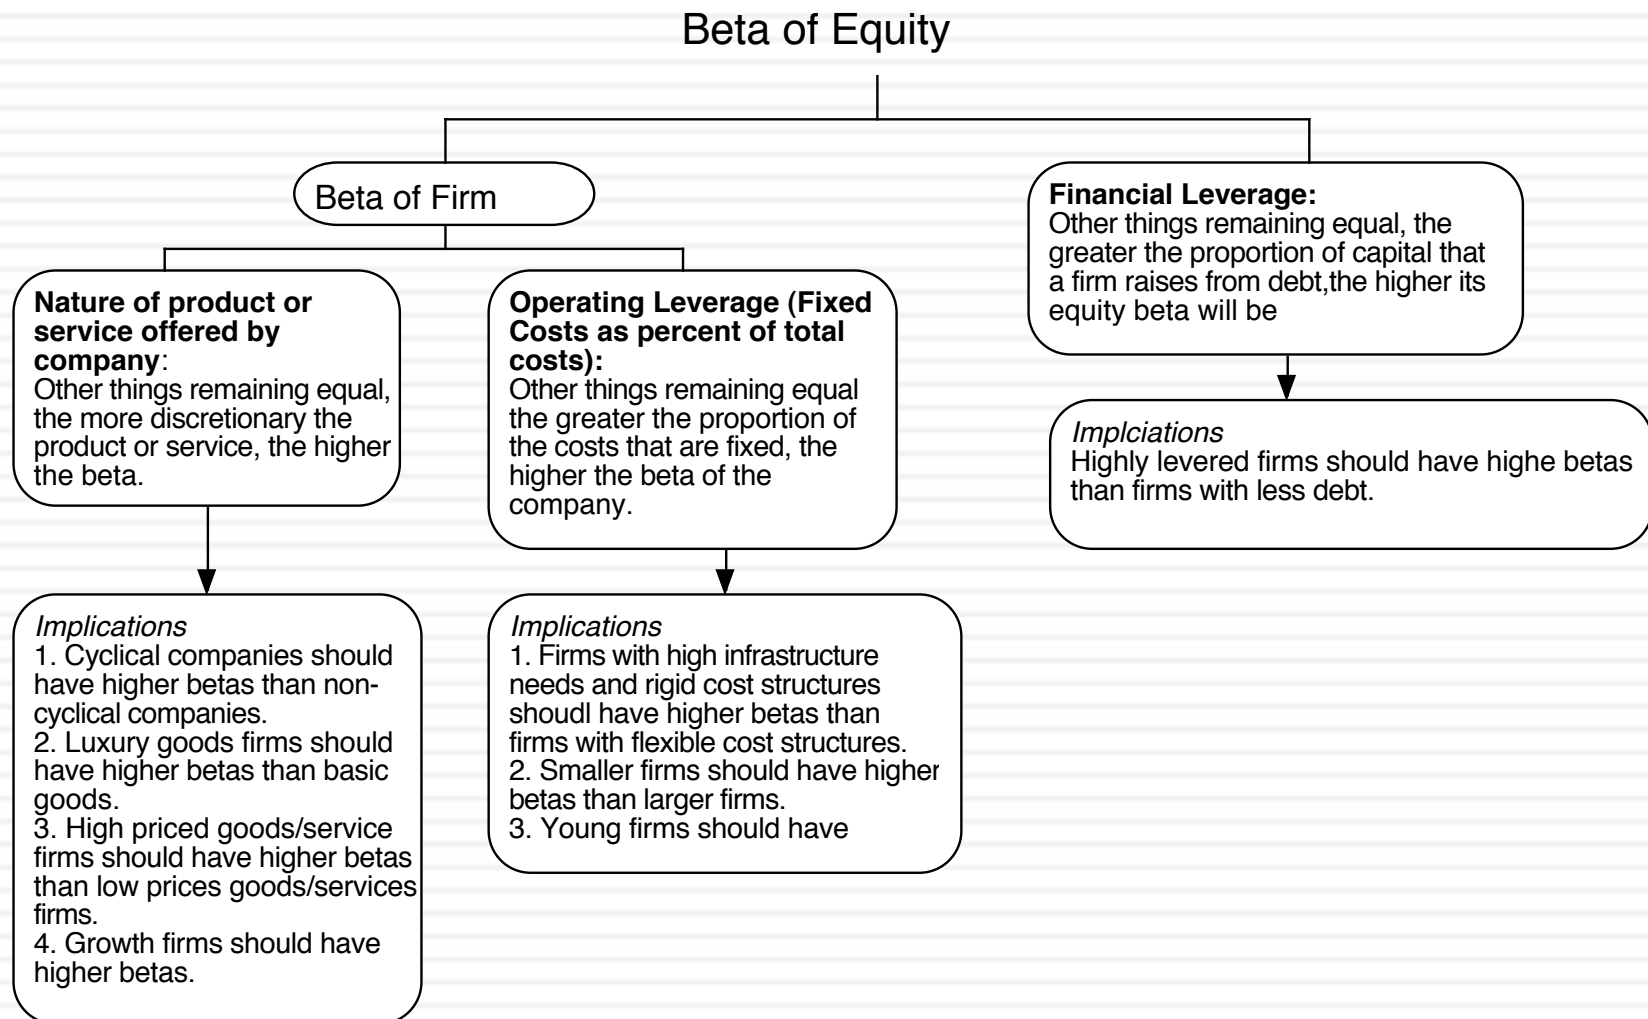 Beta of Equity
Beta of Firm
Nature of product or
service offered by
company:
Other things remaining equal,
the more discretionary the
product or service, the higher
the beta.
Operating Leverage (Fixed
Costs as percent of total
costs):
Other things remaining equal
the greater the proportion of
the costs that are fixed, the
higher the beta of the
company.
Financial Leverage:
Other things remaining equal, the
greater the proportion of capital that
a firm raises from debt,the higher its
equity beta will be
Implciations
Highly levered firms should have highe betas
than firms with less debt.
Implications
1. Cyclical companies should
have higher betas than non-
cyclical companies.
2. Luxury goods firms should
have higher betas than basic
goods.
3. High priced goods/service
firms should have higher betas
than low prices goods/services
firms.
4. Growth firms should have
higher betas.
Implications
1. Firms with high infrastructure
needs and rigid cost structures
shoudl have higher betas than
firms with flexible cost structures.
2. Smaller firms should have higher
betas than larger firms.
3. Young firms should have